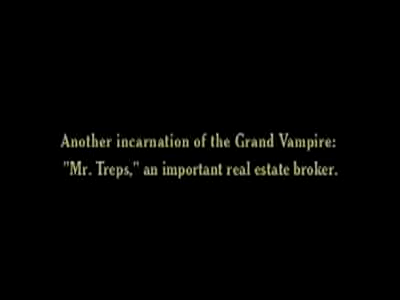 Another incarnation of the Grand Vampire:
"Mr. Treps," an important real estate broker.